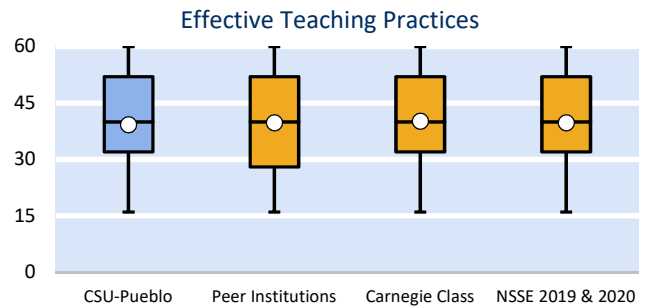 Effective Teaching Practices
60
45
30
15
0
CSU-Pueblo Peer Institutions Carnegie Class NSSE 2019 & 2020